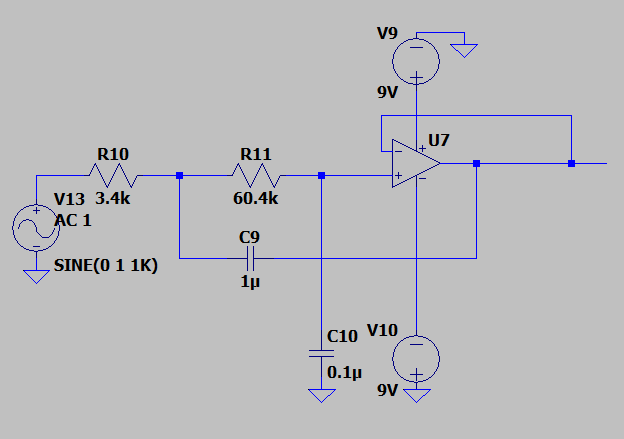 V9
9V
U7
R10
R11
3.4k
60.4k
V13
AC 1
SINE(0 1 1K)
C9
1µ
V10
9V
C10
0.1µ